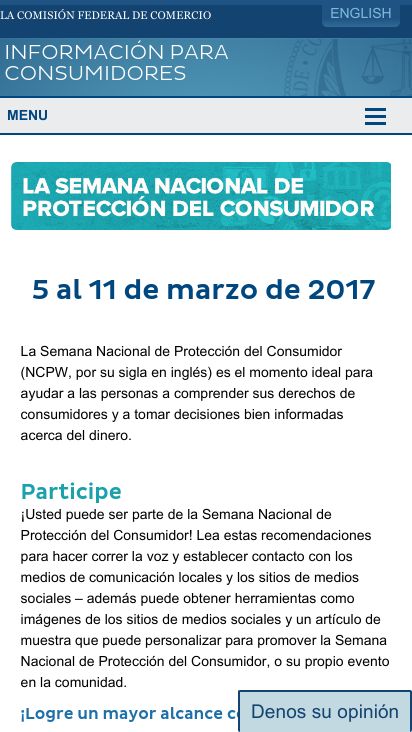 LA COMISIÓN FEDERAL DE COMERCIO
ENGLISH
INFORMACIÓN PARA
CONSUMIDORES
MENU
LA SEMANA NACIONAL DE
PROTECCIÓN DEL CONSUMIDOR
5 al 11 de marzo de 2017
La Semana Nacional de Protección del Consumidor
(NCPW, por su sigla en inglés) es el momento ideal para
ayudar a las personas a comprender sus derechos de
consumidores y a tomar decisiones bien informadas
acerca del dinero.
Participe
¡Usted puede ser parte de la Semana Nacional de
Protección del Consumidor! Lea estas recomendaciones
para hacer correr la voz y establecer contacto con los
medios de comunicación locales y los sitios de medios
sociales – además puede obtener herramientas como
imágenes de los sitios de medios sociales y un artículo de
muestra que puede personalizar para promover la Semana
Nacional de Protección del Consumidor, o su propio evento
en la comunidad.
¡Logre un mayor alcance
Denos su opinión